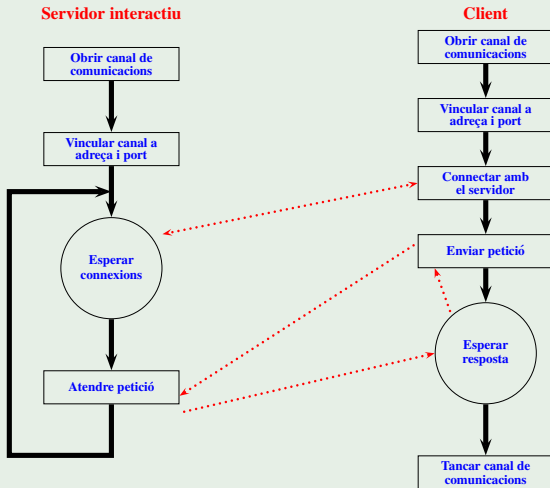 Servidor interactiu
Obrir canal de
comunicacions
Vincular canal a
adreça i port
Esperar
connexions
Atendre petició
Client
Obrir canal de
comunicacions
Vincular canal a
adreça i port
Connectar amb
el servidor
Enviar petició
Esperar
resposta
Tancar canal de
comunicacions